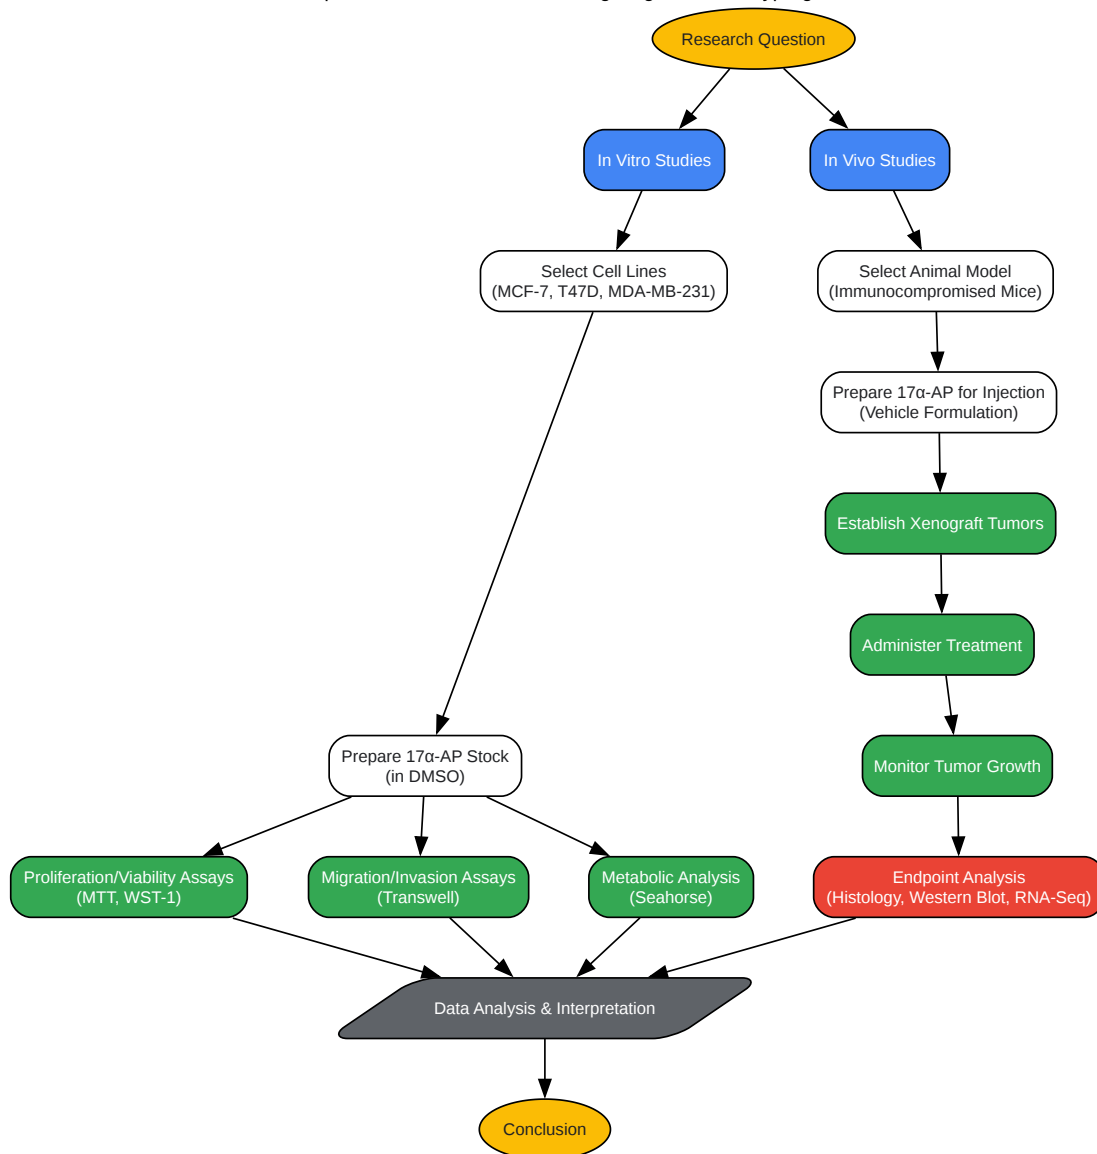 Research Question
In Vitro Studies
In Vivo Studies
Select Cell Lines
(MCF-7, T47D, MDA-MB-231)
Select Animal Model
(Immunocompromised Mice)
Prepare 17α-AP for Injection
(Vehicle Formulation)
Establish Xenograft Tumors
Administer Treatment
Prepare 17α-AP Stock
(in DMSO)
Monitor Tumor Growth
Proliferation/Viability Assays
(MTT, WST-1)
Migration/Invasion Assays
(Transwell)
Metabolic Analysis
(Seahorse)
Endpoint Analysis
(Histology, Western Blot, RNA-Seq)
Data Analysis & Interpretation
Conclusion